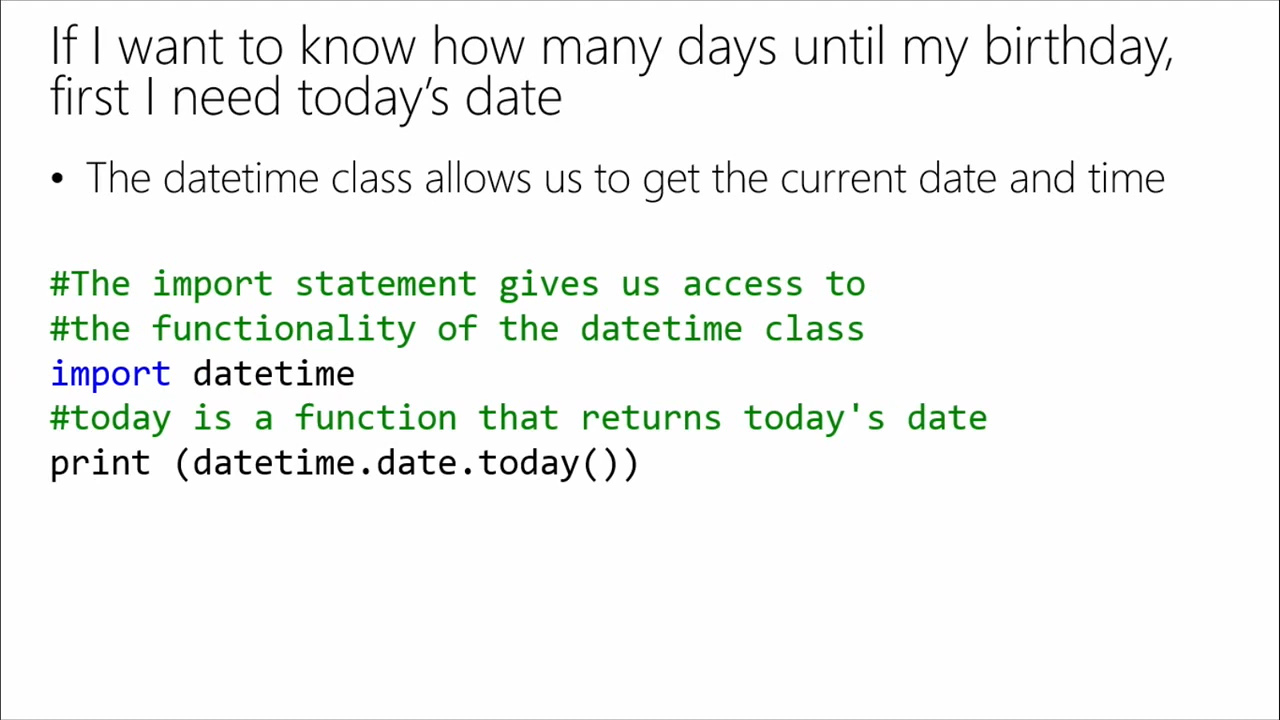 If I want to know how many days until my birthday,
first I need today’s date
• The datetime class allows us to get the current date and time
#The import statement gives us access to
#the functionality of the datetime class
import datetime
#today is a function that returns today's date
print (datetime.date.today())